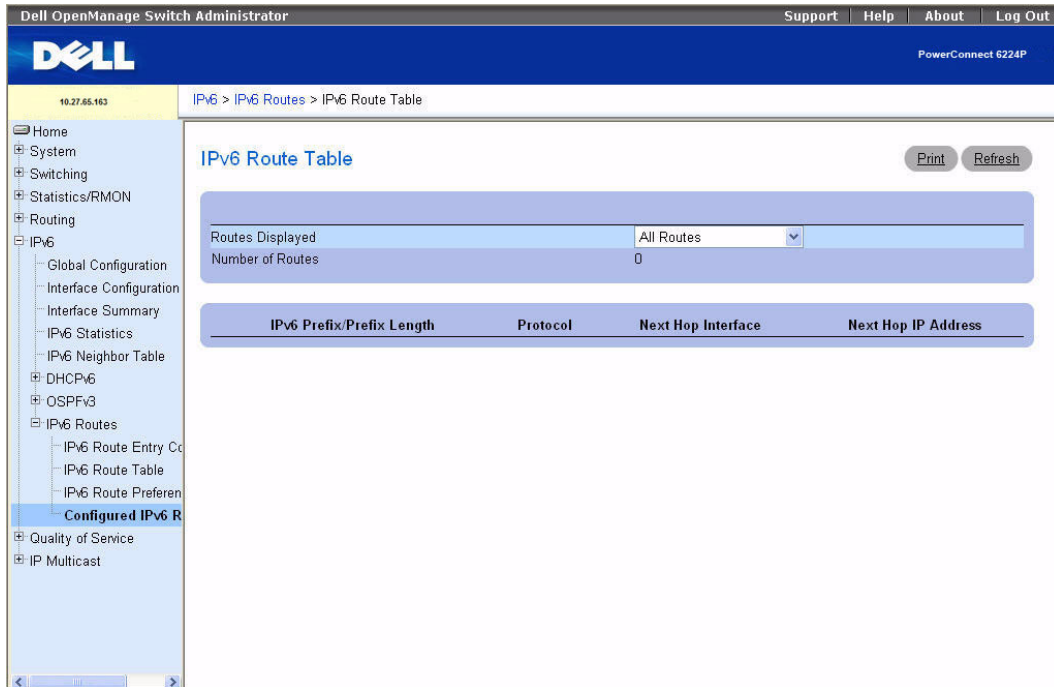 Dell OpenManage Switch Administrator
Support Help About Log Out
DELL
PowerConnect 6224P
10.27.65.163
IPv6 > IPv6 Routes > IPv6 Route Table
Home
System
Switching
Statistics/RMON
Routing
IPv6
Global Configuration
Interface Configuration
Interface Summary
IPv6 Statistics
IPv6 Neighbor Table
DHCPv6
OSPFv3
IPv6 Routes
IPv6 Route Entry Co
IPv6 Route Table
IPv6 Route Preferen
Configured IPv6 R
Quality of Service
IP Multicast
IPv6 Route Table
Print Refresh
Routes Displayed All Routes
Number of Routes 0
IPv6 Prefix/Prefix Length Protocol Next Hop Interface Next Hop IP Address